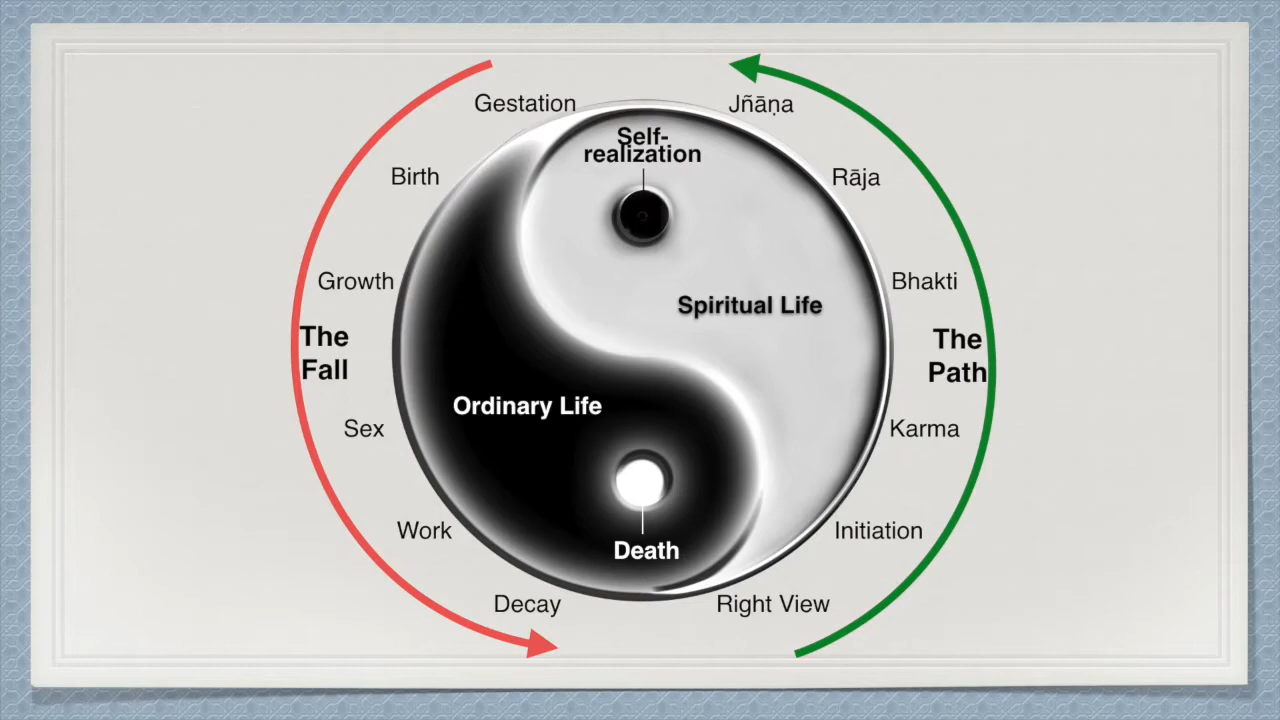 Gestation
Jñāṇa
Self-
realization
Birth
Rāja
Growth
Bhakti
Spiritual Life
The
Fall
The
Path
Ordinary Life
Sex
Karma
Work
Initiation
Death
Decay
Right View